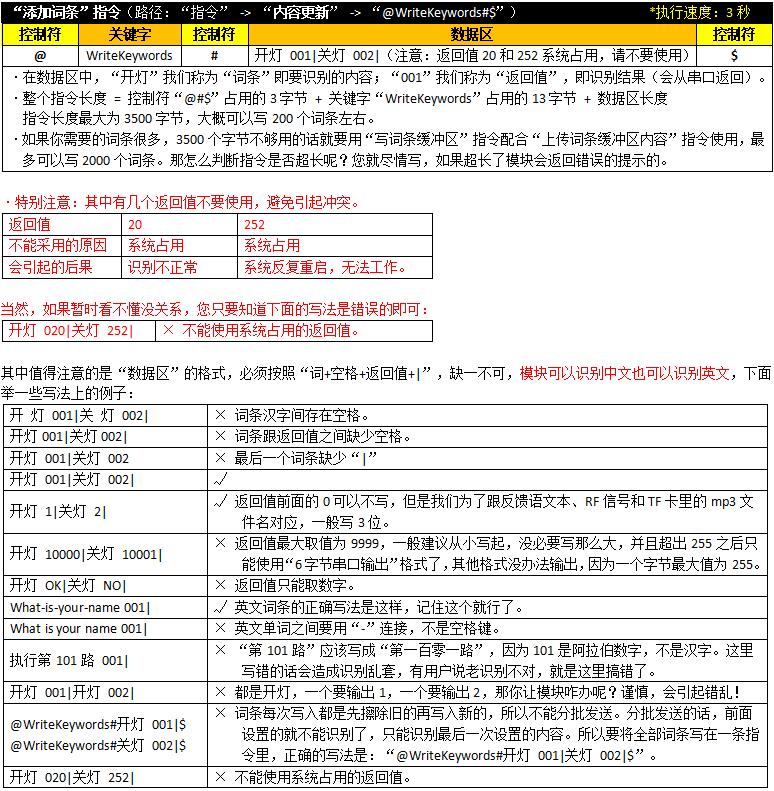 “添加词条”指令（路径：“指令” -> “内容更新” -> “@WriteKeywords#$”） *执行速度：3 秒
控制符 关键字 控制符 数据区 控制符
@ WriteKeywords # 开灯 001|关灯 002|（注意：返回值 20 和 252 系统占用，请不要使用） $
·在数据区中，“开灯”我们称为“词条”即要识别的内容；“001”我们称为“返回值”，即识别结果（会从串口返回）。
·整个指令长度 = 控制符“@#$”占用的 3 字节 + 关键字“WriteKeywords”占用的 13 字节 + 数据区长度
指令长度最大为 3500 字节，大概可以写 200 个词条左右。
·如果你需要的词条很多，3500 个字节不够用的话就要用“写词条缓冲区”指令配合“上传词条缓冲区内容”指令使用，最
多可以写 2000 个词条。那怎么判断指令是否超长呢？您就尽情写，如果超长了模块会返回错误的提示的。
·特别注意：其中有几个返回值不要使用，避免引起冲突。
返回值 20 252
不能采用的原因 系统占用 系统占用
会引起的后果 识别不正常 系统反复重启，无法工作。
当然，如果暂时看不懂没关系，您只要知道下面的写法是错误的即可：
开灯 020|关灯 252| × 不能使用系统占用的返回值。
其中值得注意的是“数据区”的格式，必须按照“词+空格+返回值+|”，缺一不可，模块可以识别中文也可以识别英文，下面
举一些写法上的例子：
开 灯 001|关 灯 002| × 词条汉字间存在空格。
开灯001|关灯002| × 词条跟返回值之间缺少空格。
开灯 001|关灯 002 × 最后一个词条缺少“|”
开灯 001|关灯 002| √
开灯 1|关灯 2| √ 返回值前面的 0 可以不写，但是我们为了跟反馈语文本、RF 信号和 TF 卡里的 mp3 文
件名对应，一般写 3 位。
开灯 10000|关灯 10001| × 返回值最大取值为 9999，一般建议从小写起，没必要写那么大，并且超出 255 之后只
能使用“6 字节串口输出”格式了，其他格式没办法输出，因为一个字节最大值为 255。
开灯 OK|关灯 NO| × 返回值只能取数字。
What-is-your-name 001| √ 英文词条的正确写法是这样，记住这个就行了。
What is your name 001| × 英文单词之间要用“-”连接，不是空格键。
执行第 101 路 001| × “第 101 路”应该写成“第一百零一路”，因为 101 是阿拉伯数字，不是汉字。这里
写错的话会造成识别乱套，有用户说老识别不对，就是这里搞错了。
开灯 001|开灯 002| × 都是开灯，一个要输出 1，一个要输出 2，那你让模块咋办呢？谨慎，会引起错乱！
@WriteKeywords#开灯 001|$ × 词条每次写入都是先擦除旧的再写入新的，所以不能分批发送。分批发送的话，前面
@WriteKeywords#关灯 002|$ 设置的就不能识别了，只能识别最后一次设置的内容。所以要将全部词条写在一条指
令里，正确的写法是：“@WriteKeywords#开灯 001|关灯 002|$”。
开灯 020|关灯 252| × 不能使用系统占用的返回值。